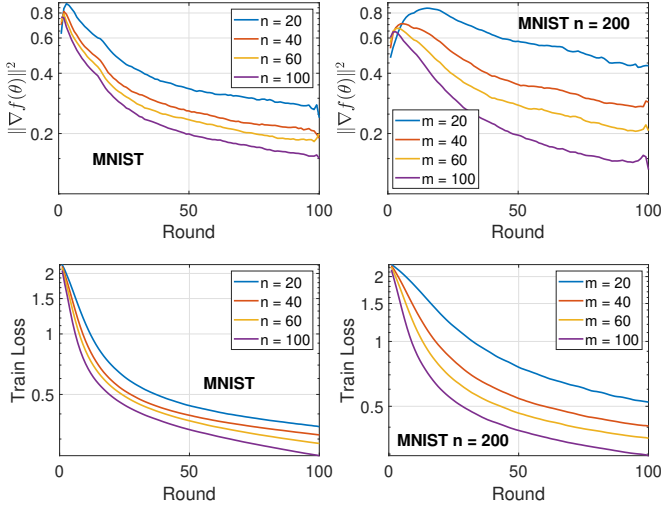 0.8
0.6
0.4
0.2
‖∇f(θ)‖²
n = 20
n = 40
n = 60
n = 100
MNIST
0
50
100
Round
0.8
0.6
0.4
0.2
‖∇f(θ)‖²
MNIST n = 200
m = 20
m = 40
m = 60
m = 100
0
50
100
Round
2
1.5
1
0.5
Train Loss
n = 20
n = 40
n = 60
n = 100
MNIST
0
50
100
Round
2
1.5
1
0.5
Train Loss
m = 20
m = 40
m = 60
m = 100
MNIST n = 200
0
50
100
Round